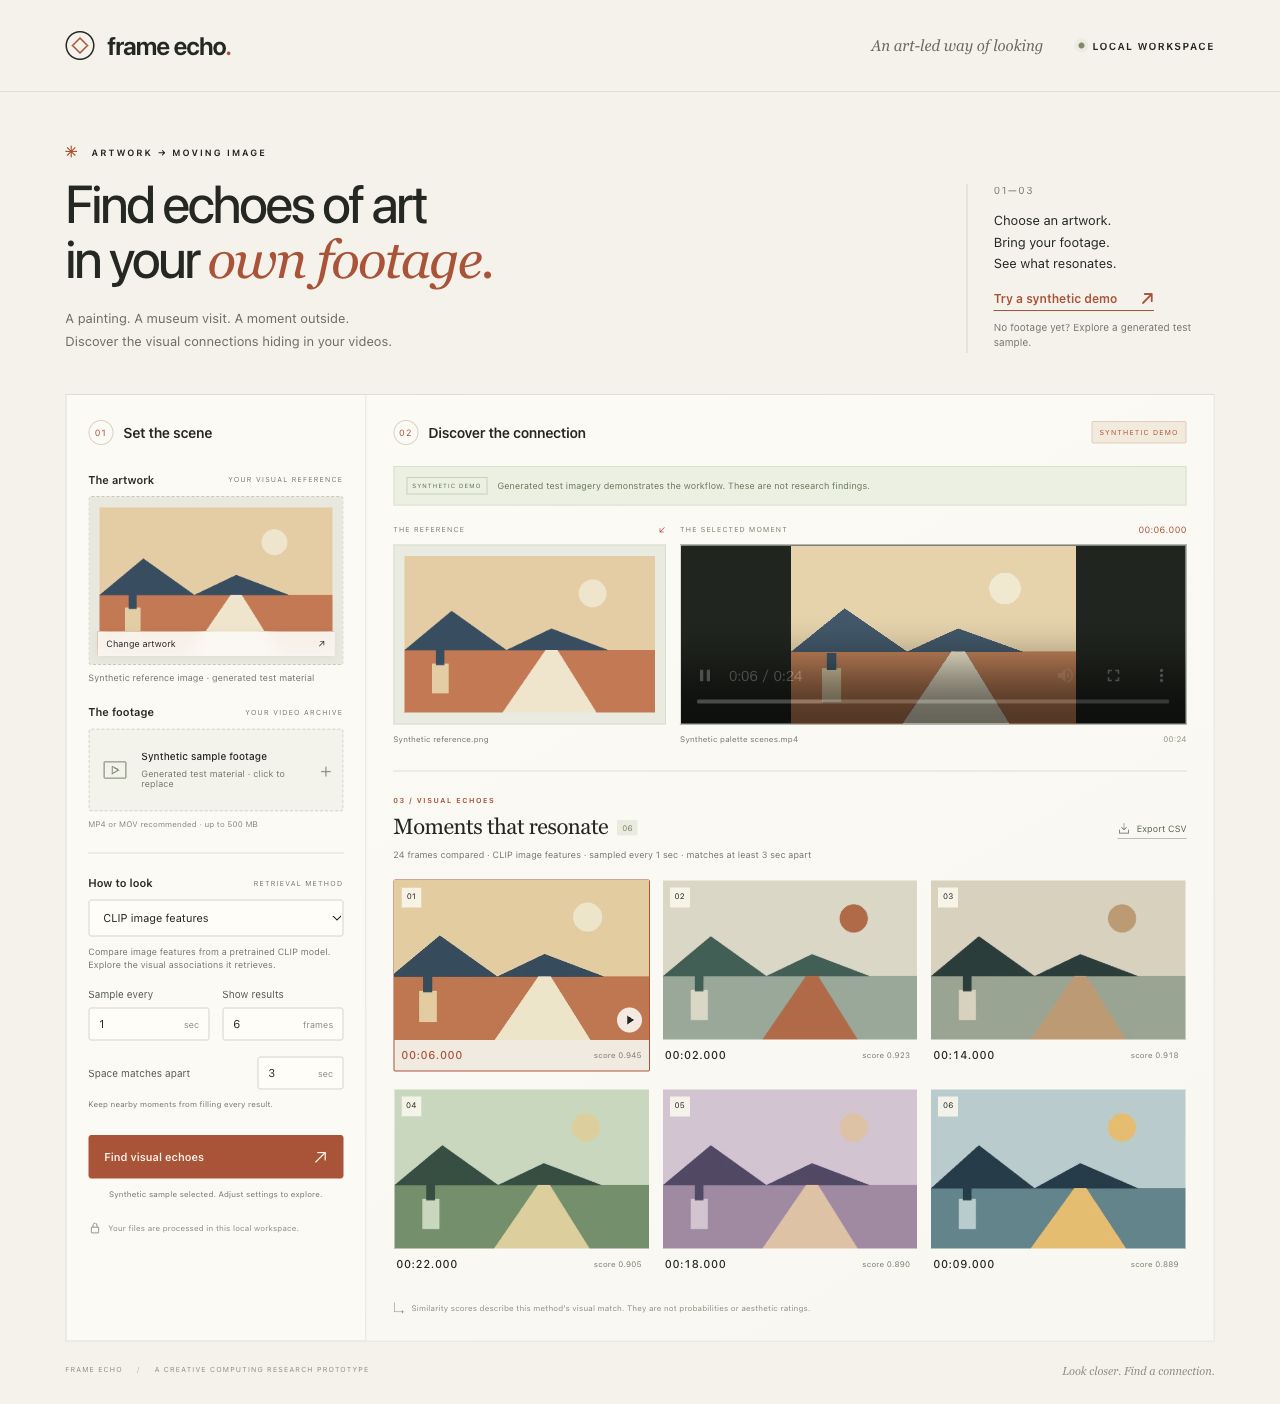 frame echo.
An art-led way of looking
LOCAL WORKSPACE
ARTWORK → MOVING IMAGE
Find echoes of art
in your own footage.
A painting. A museum visit. A moment outside.
Discover the visual connections hiding in your videos.
01—03
Choose an artwork.
Bring your footage.
See what resonates.
Try a synthetic demo
No footage yet? Explore a generated test
sample.
01 Set the scene
The artwork YOUR VISUAL REFERENCE
Change artwork
Synthetic reference image · generated test material
The footage YOUR VIDEO ARCHIVE
Synthetic sample footage
Generated test material · click to
replace
MP4 or MOV recommended · up to 500 MB
How to look RETRIEVAL METHOD
CLIP image features
Compare image features from a pretrained CLIP model.
Explore the visual associations it retrieves.
Sample every Show results
1 sec 6 frames
Space matches apart 3 sec
Keep nearby moments from filling every result.
Find visual echoes
Synthetic sample selected. Adjust settings to explore.
Your files are processed in this local workspace.
02 Discover the connection SYNTHETIC DEMO
SYNTHETIC DEMO Generated test imagery demonstrates the workflow. These are not research findings.
THE REFERENCE
THE SELECTED MOMENT 00:06.000
0:06 / 0:24
Synthetic reference.png
Synthetic palette scenes.mp4 00:24
03 / VISUAL ECHOES
Moments that resonate 06
Export CSV
24 frames compared · CLIP image features · sampled every 1 sec · matches at least 3 sec apart
01
00:06.000 score 0.945
02
00:02.000 score 0.923
03
00:14.000 score 0.918
04
00:22.000 score 0.905
05
00:18.000 score 0.890
06
00:09.000 score 0.889
Similarity scores describe this method's visual match. They are not probabilities or aesthetic ratings.
FRAME ECHO / A CREATIVE COMPUTING RESEARCH PROTOTYPE
Look closer. Find a connection.